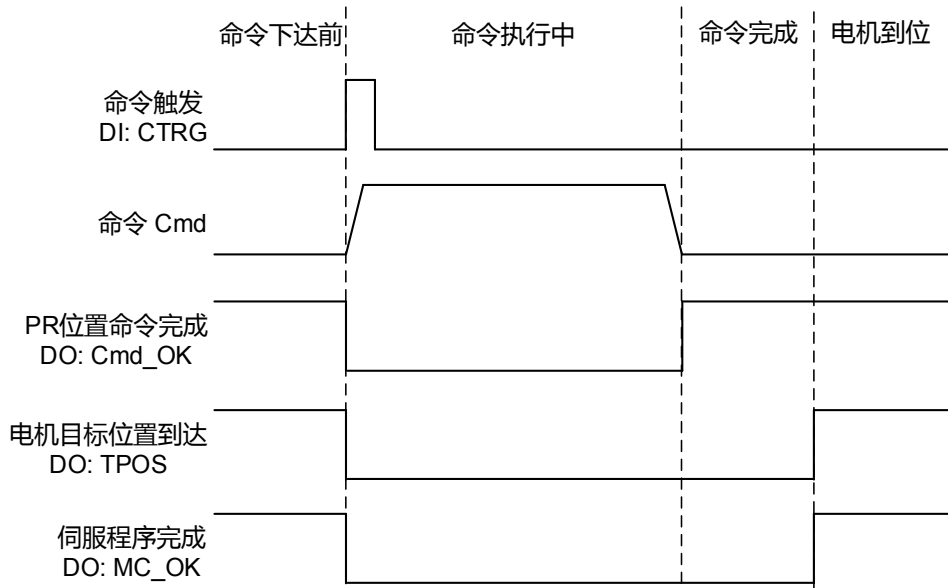 命令下达前
命令执行中
命令完成
电机到位
命令触发
DI: CTRG
命令 Cmd
PR位置命令完成
DO: Cmd_OK
电机目标位置到达
DO: TPOS
伺服程序完成
DO: MC_OK